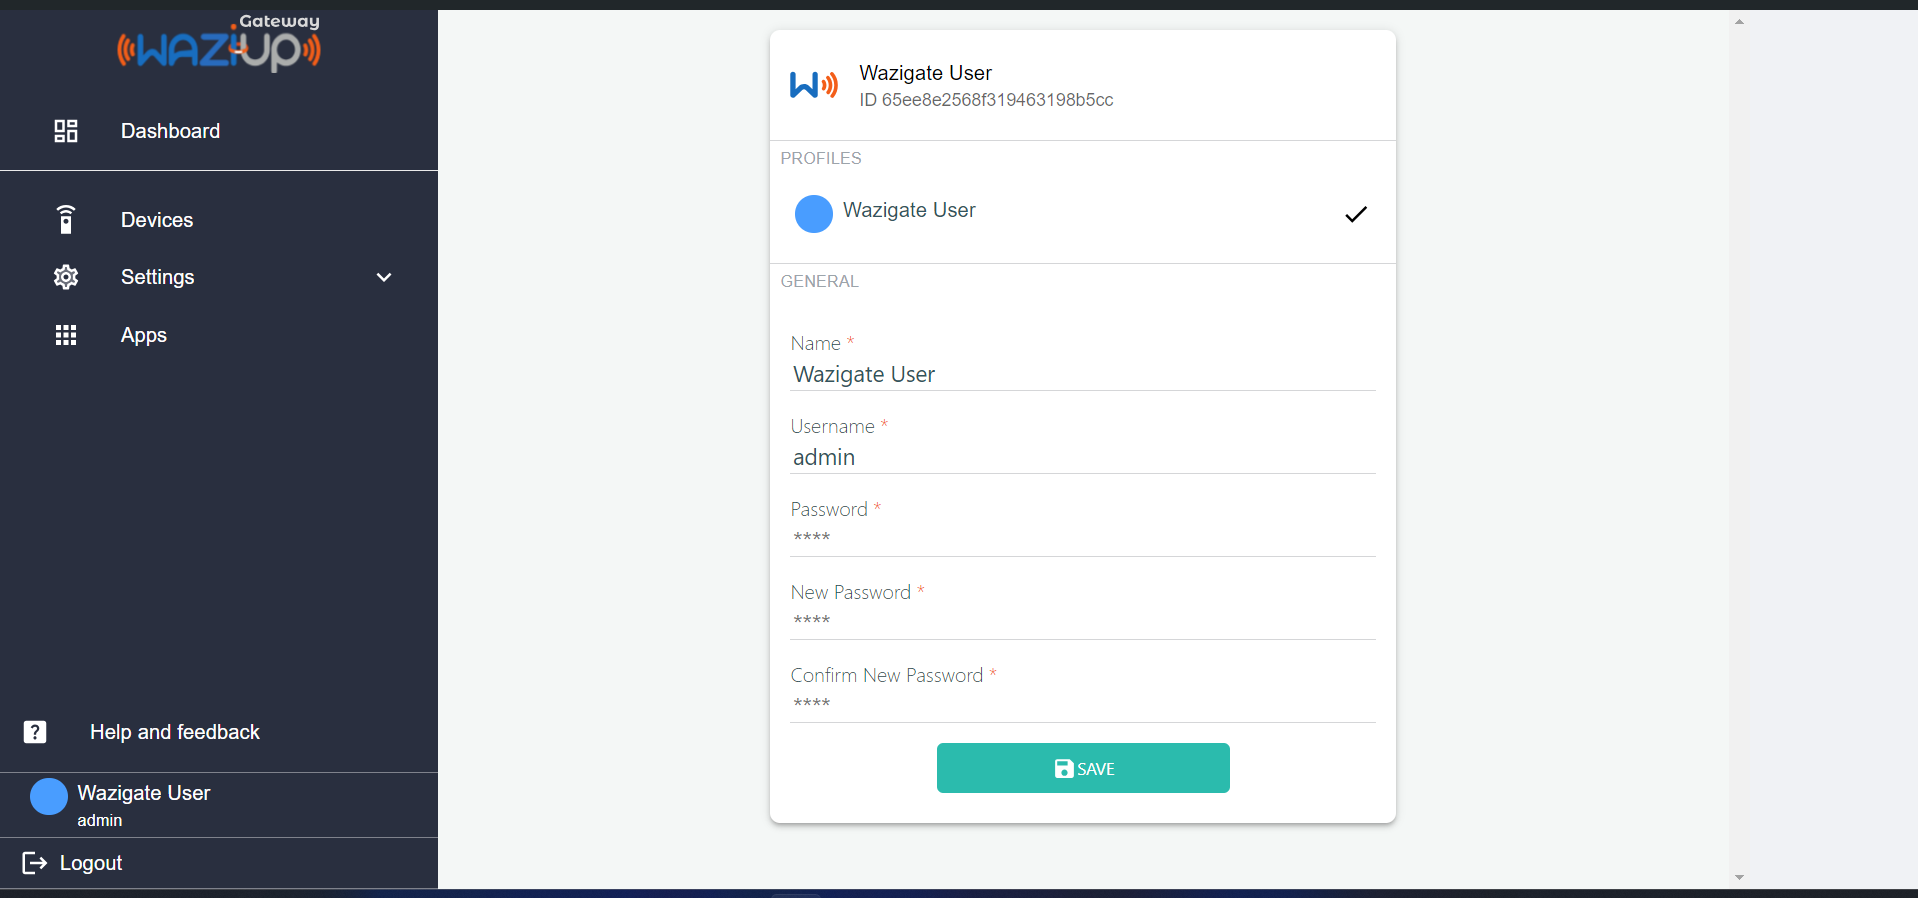 Gateway
WAZIUP
Dashboard
Devices
Settings
Apps
Help and feedback
Wazigate User
admin
Logout
W
Wazigate User
ID 65ee8e2568f319463198b5cc
PROFILES
Wazigate User
GENERAL
Name *
Wazigate User
Username *
admin
Password *
****
New Password *
****
Confirm New Password *
****
SAVE